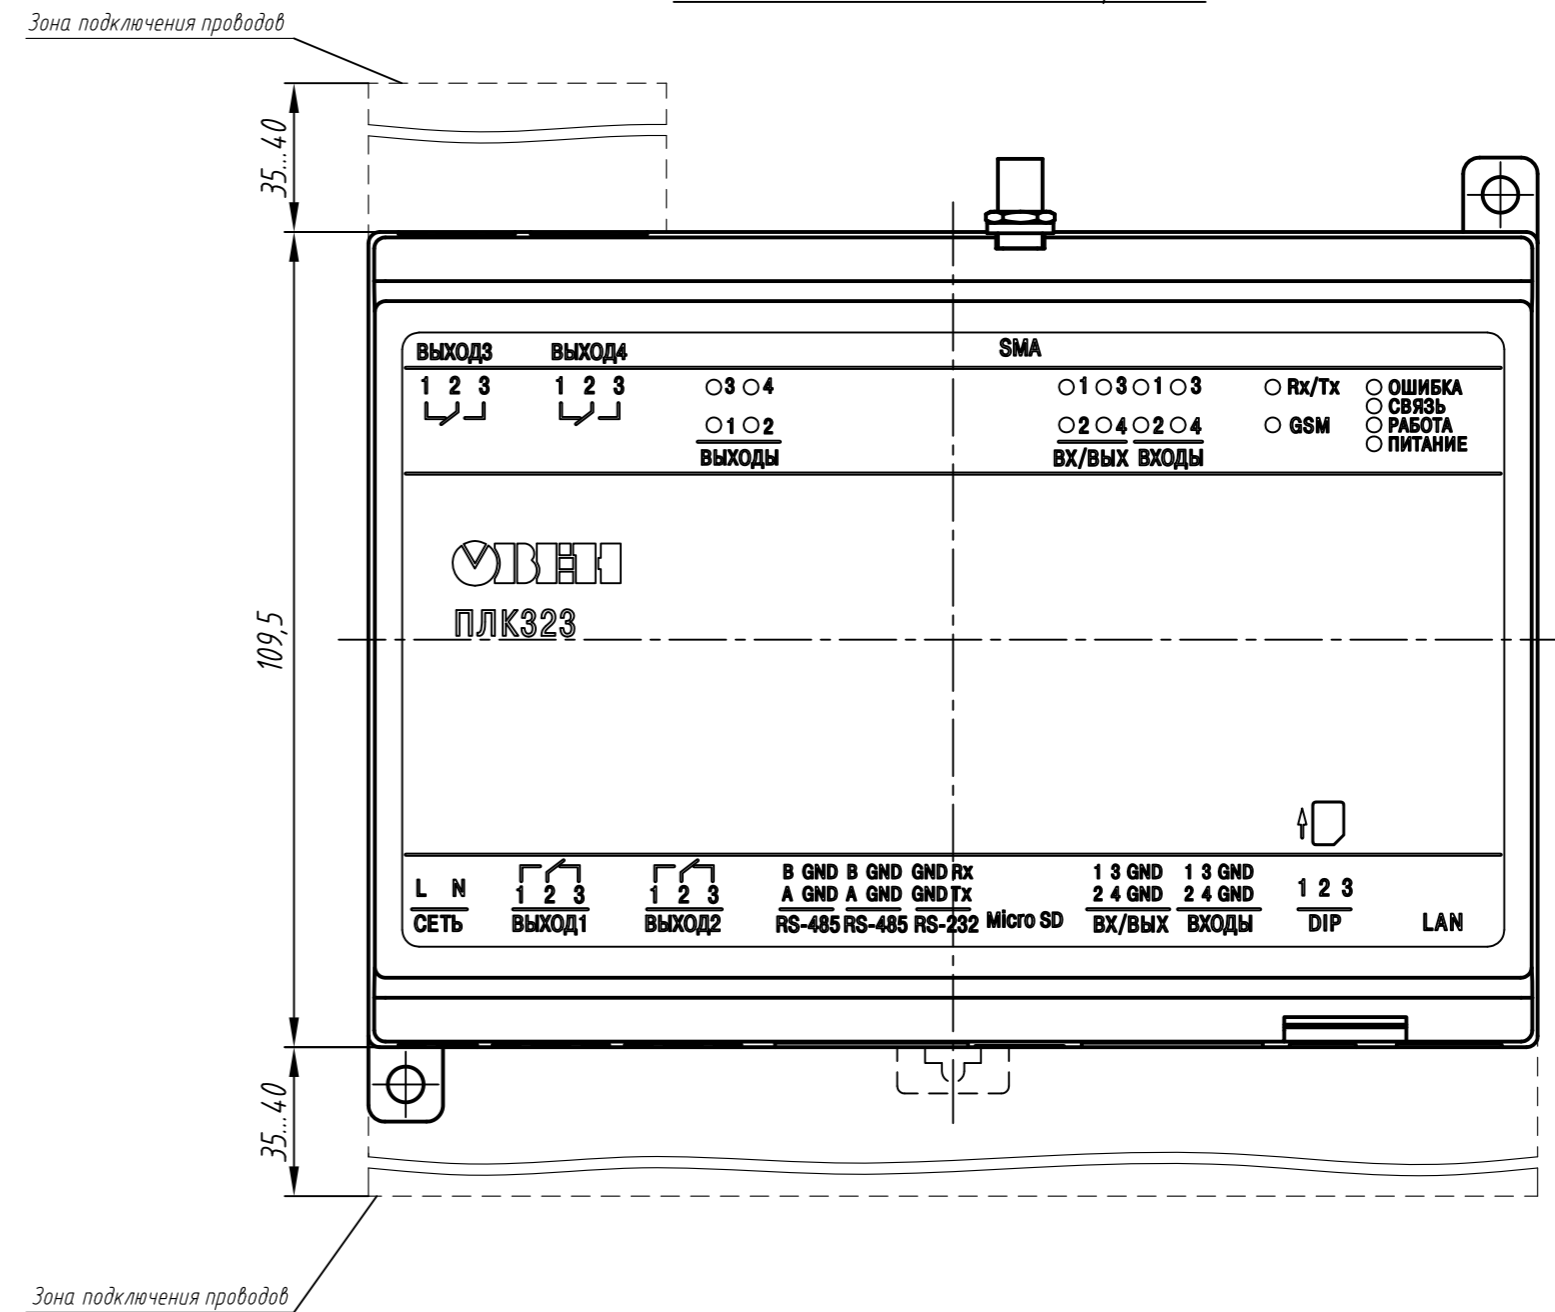 Зона подключения проводов
35...40
ВЫХОД3 ВЫХОД4 SMA
1 2 3 1 2 3 3 4 1 3 1 3 Rx/Tx ОШИБКА
СВЯЗЬ
1 2 2 4 2 4 GSM РАБОТА
ПИТАНИЕ
ВЫХОДЫ ВХ/ВЫХ ВХОДЫ
ОВЕН
ПЛК323
109,5
B GND B GND GND Rx 1 3 GND 1 3 GND
L N 1 2 3 1 2 3 A GND A GND GND Tx 2 4 GND 2 4 GND 1 2 3
СЕТЬ ВЫХОД1 ВЫХОД2 RS-485 RS-485 RS-232 Micro SD ВХ/ВЫХ ВХОДЫ DIP LAN
35...40
Зона подключения проводов